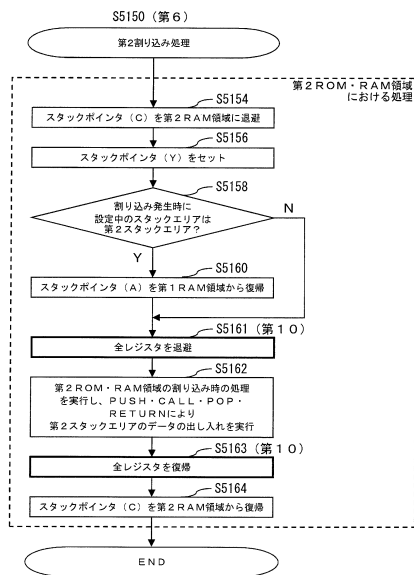 S5150（第６）
第2割り込み処理
第２ROM・RAM領域
における処理
S5154
スタックポインタ（C）を第２RAM領域に退避
S5156
スタックポインタ（Y）をセット
S5158
割り込み発生時に
設定中のスタックエリアは
第２スタックエリア？
N
Y
S5160
スタックポインタ（A）を第１RAM領域から復帰
S5161（第１０）
全レジスタを退避
S5162
第２ROM・RAM領域の割り込み時の処理
を実行し、PUSH・CALL・POP・
RETURNにより
第２スタックエリアのデータの出し入れを実行
S5163（第１０）
全レジスタを復帰
S5164
スタックポインタ（C）を第２RAM領域から復帰
END